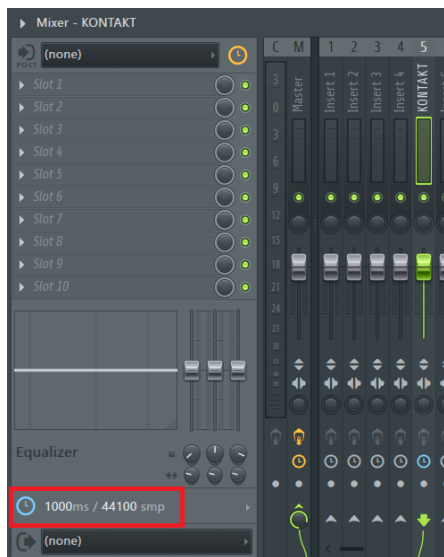 Mixer - KONTAKT
(none)
POST
Slot 1
Slot 2
Slot 3
Slot 4
Slot 5
Slot 6
Slot 7
Slot 8
Slot 9
Slot 10
Equalizer
1000ms / 44100 smp
(none)
C M 1 2 3 4 5
Master
Insert 1
Insert 2
Insert 3
Insert 4
KONTAKT
3
0
3
6
9
12
15
18
21
24
27
30